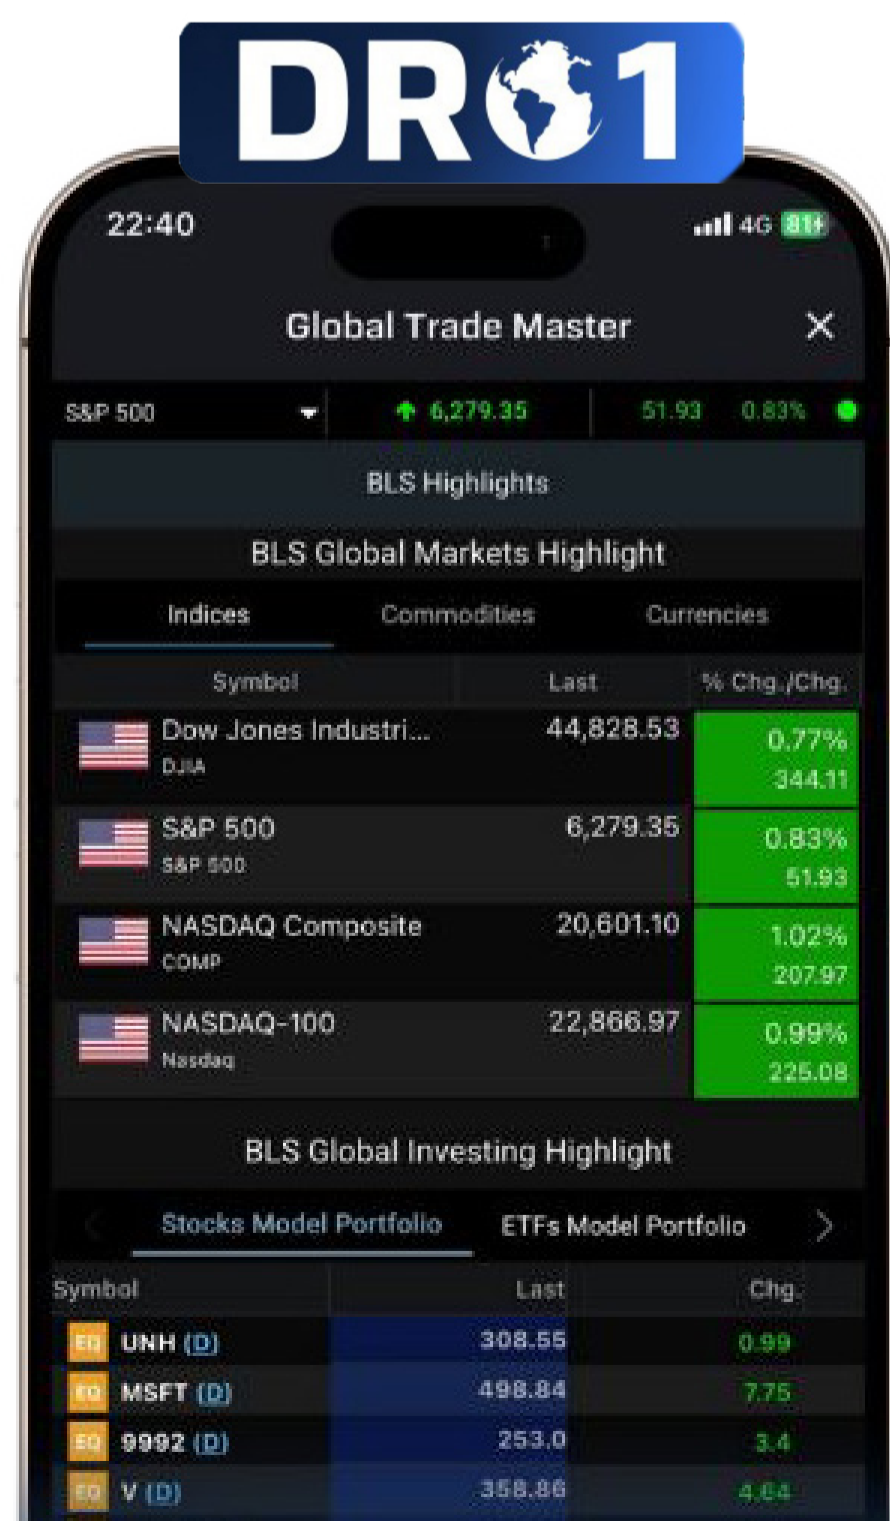 DR01
22:40 4G 81
Global Trade Master
S&P 500 6,279.35 51.93 0.83%
BLS Highlights
BLS Global Markets Highlight
Indices Commodities Currencies
Symbol Last % Chg./Chg.
Dow Jones Industri... 44,828.53 0.77%
DJIA 344.11
S&P 500 6,279.35 0.83%
S&P 500 51.93
NASDAQ Composite 20,601.10 1.02%
COMP 207.97
NASDAQ-100 22,866.97 0.99%
Nasdaq 225.08
BLS Global Investing Highlight
Stocks Model Portfolio ETFs Model Portfolio
Symbol Last Chg.
EQ UNH (D) 308.55 0.99
EQ MSFT (D) 498.84 7.75
EQ 9992 (D) 253.0 3.4
EQ V (D) 358.86 4.64